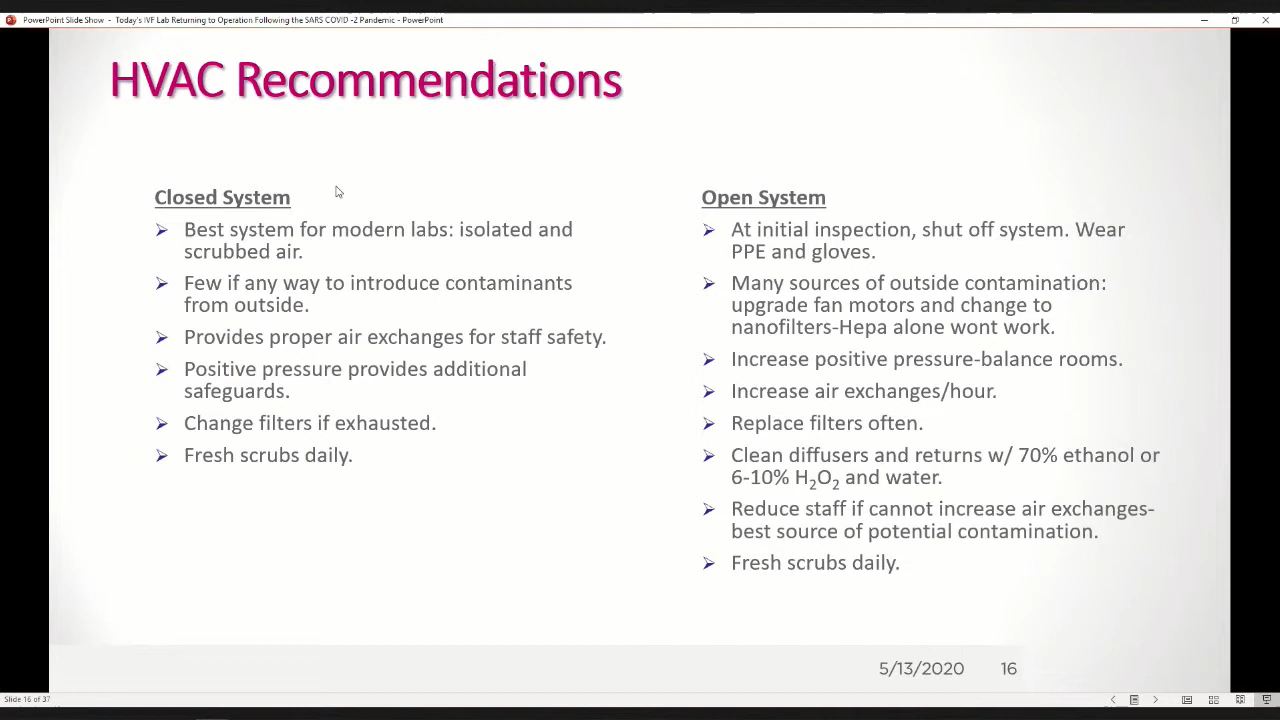 PowerPoint Slide Show - Today's IVF Lab Returning to Operation Following the SARS COVID -2 Pandemic - PowerPoint
HVAC Recommendations
Closed System
Best system for modern labs: isolated and
scrubbed air.
Few if any way to introduce contaminants
from outside.
Provides proper air exchanges for staff safety.
Positive pressure provides additional
safeguards.
Change filters if exhausted.
Fresh scrubs daily.
Open System
At initial inspection, shut off system. Wear
PPE and gloves.
Many sources of outside contamination:
upgrade fan motors and change to
nanofilters-Hepa alone wont work.
Increase positive pressure-balance rooms.
Increase air exchanges/hour.
Replace filters often.
Clean diffusers and returns w/ 70% ethanol or
6-10% H₂O₂ and water.
Reduce staff if cannot increase air exchanges-
best source of potential contamination.
Fresh scrubs daily.
5/13/2020 16
Slide 16 of 37